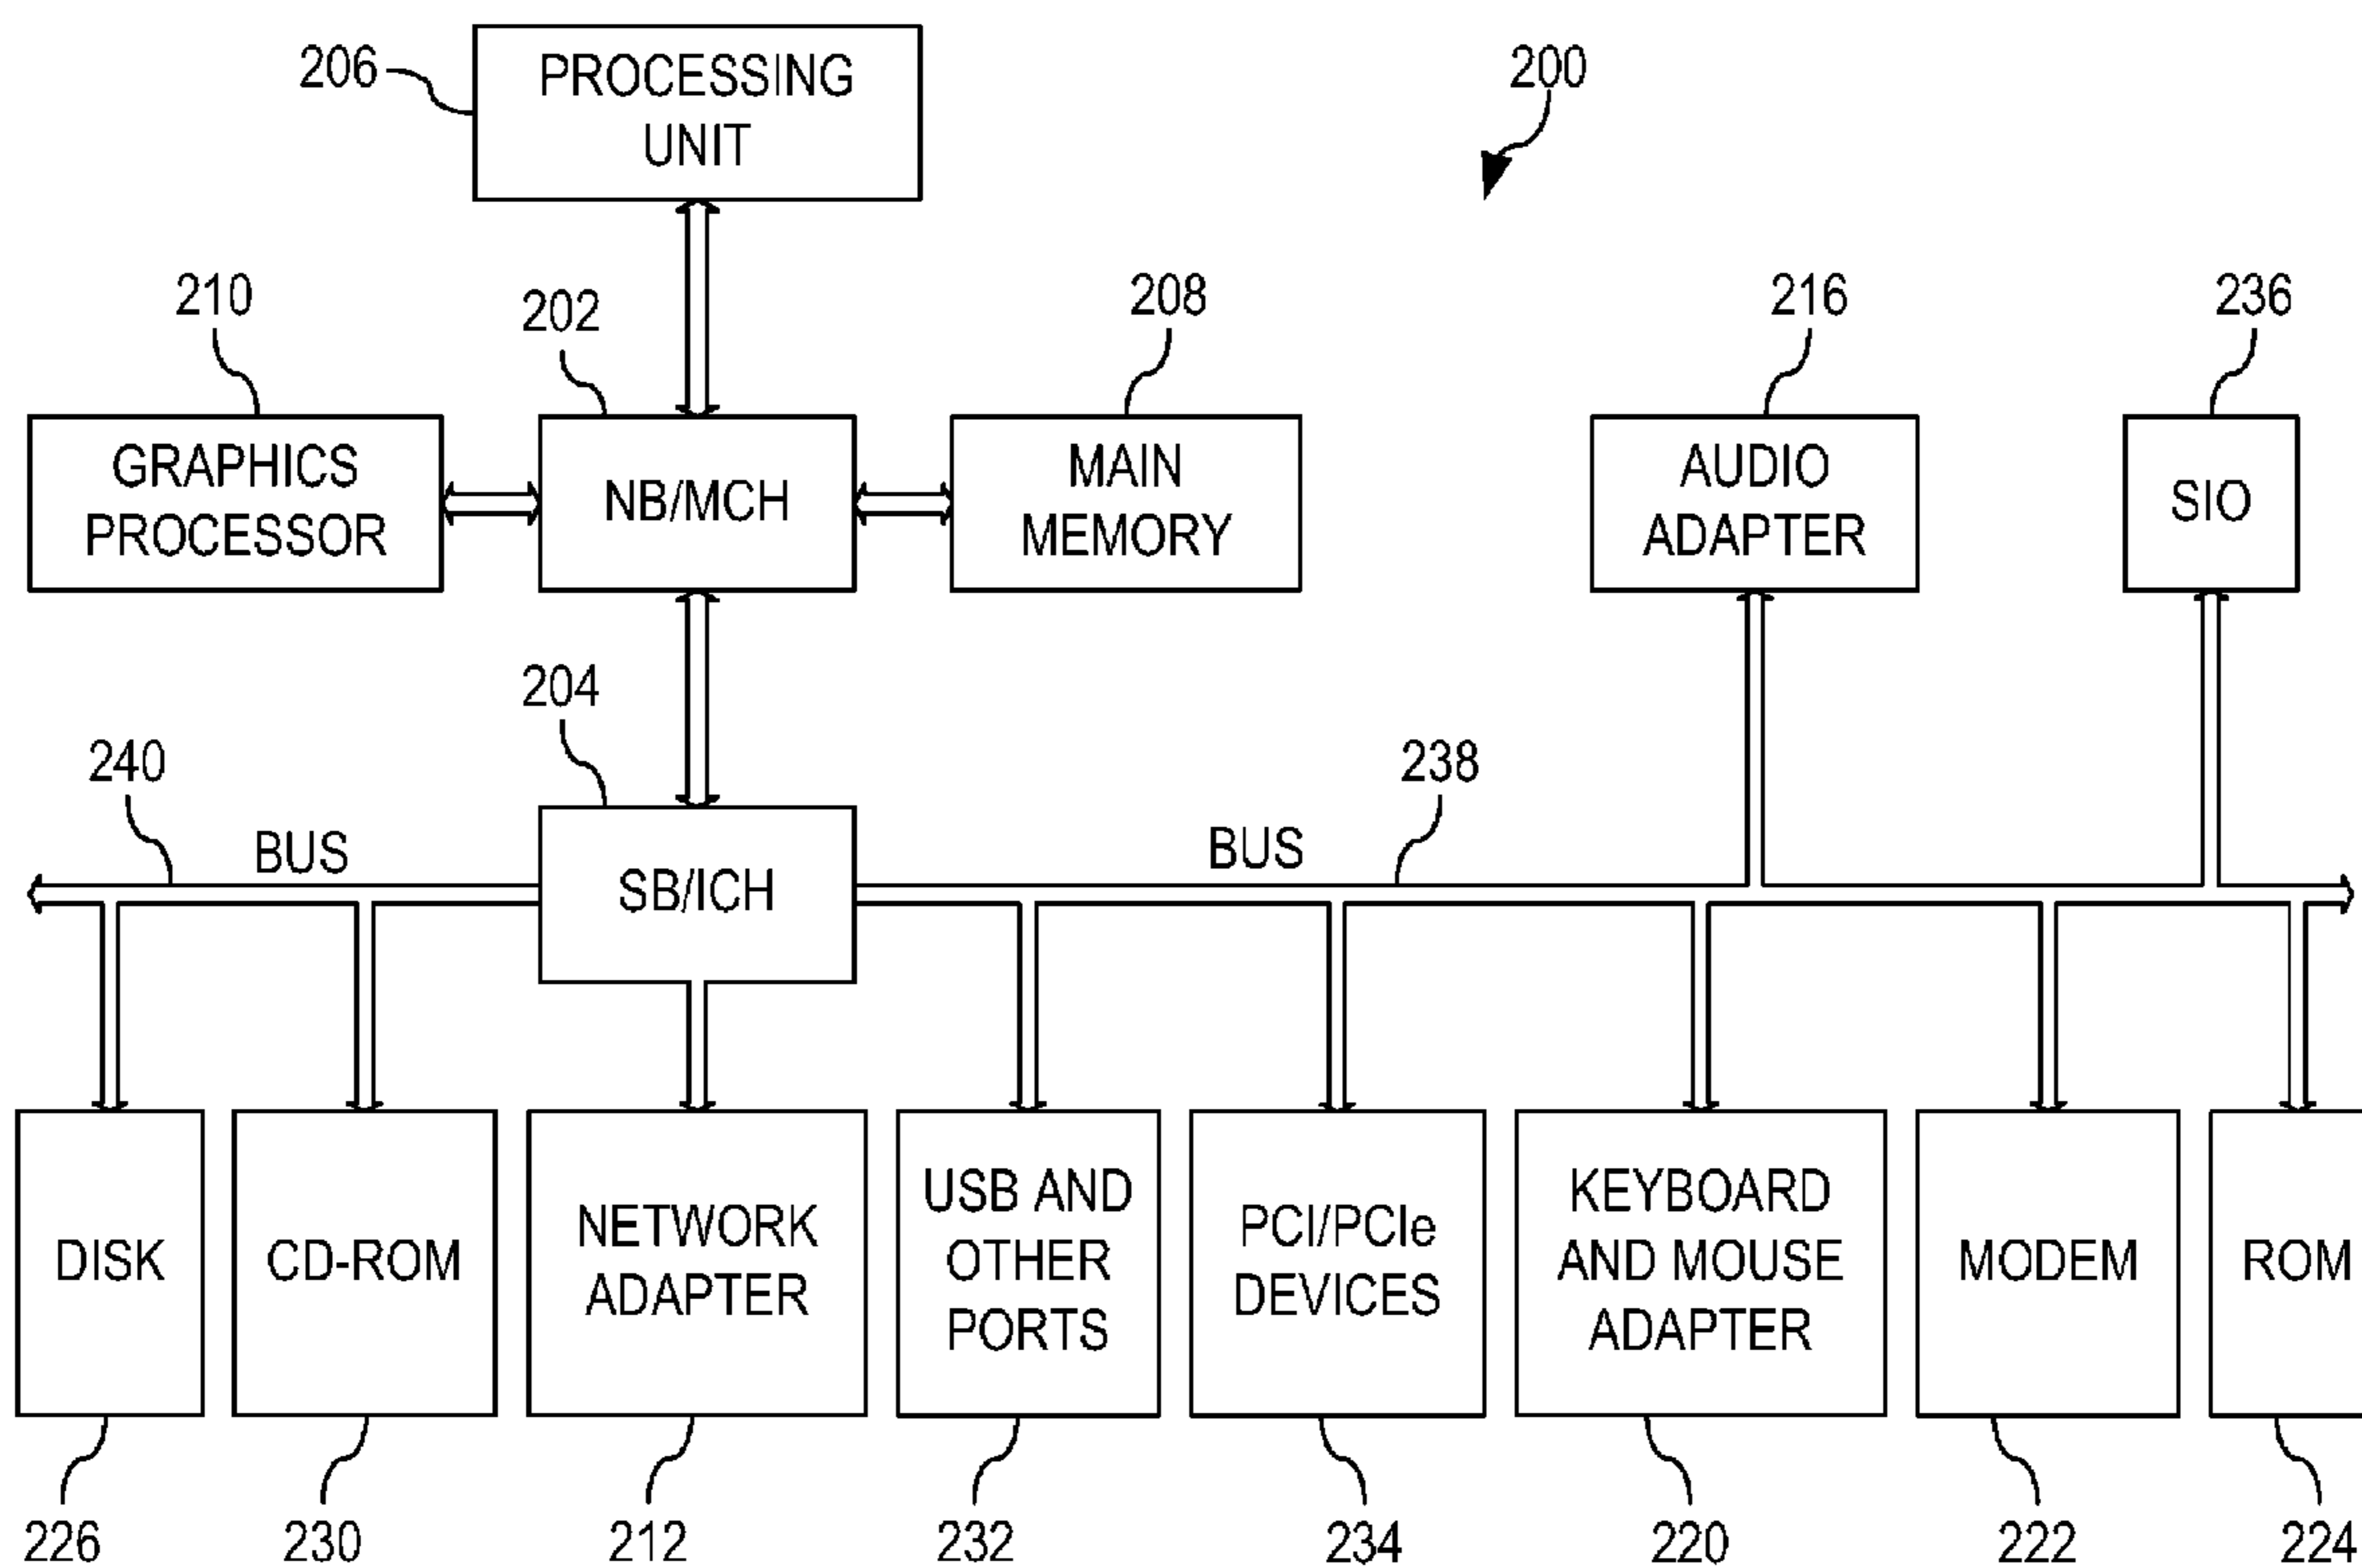 206
PROCESSING
UNIT
200
210
202
208
216
236
GRAPHICS
PROCESSOR
NB/MCH
MAIN
MEMORY
AUDIO
ADAPTER
SIO
204
240
BUS
SB/ICH
BUS
238
DISK
CD-ROM
NETWORK
ADAPTER
USB AND
OTHER
PORTS
PCI/PCIe
DEVICES
KEYBOARD
AND MOUSE
ADAPTER
MODEM
ROM
226
230
212
232
234
220
222
224